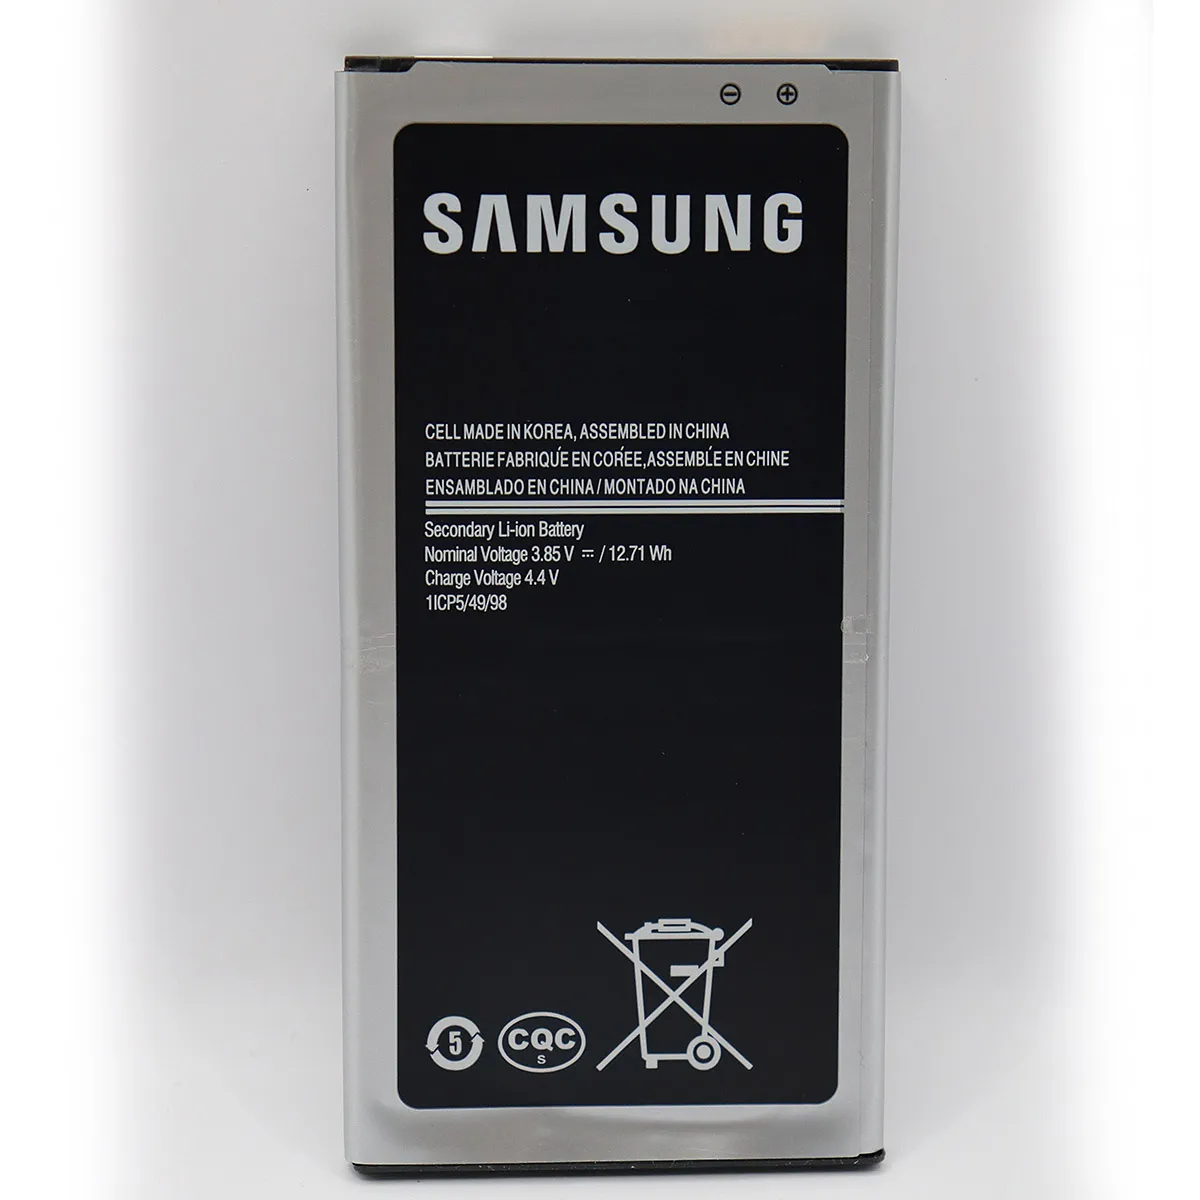 SAMSUNG
CELL MADE IN KOREA, ASSEMBLED IN CHINA
BATTERIE FABRIQUÉ EN CORÉE,ASSEMBLÉ EN CHINE
ENSAMBLADO EN CHINA / MONTADO NA CHINA
Secondary Li-ion Battery
Nominal Voltage 3.85 V ⎓ / 12.71 Wh
Charge Voltage 4.4 V
1ICP5/49/98
5
CQC
S